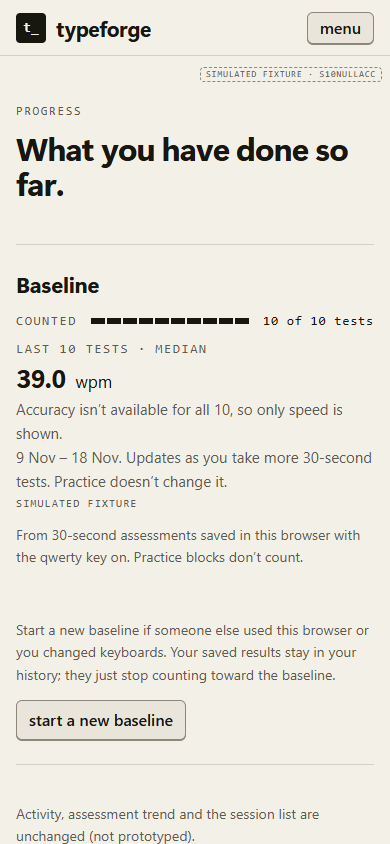 t_ typeforge menu
SIMULATED FIXTURE · S10NULLACC
PROGRESS
What you have done so
far.
Baseline
COUNTED 10 of 10 tests
LAST 10 TESTS · MEDIAN
39.0 wpm
Accuracy isn’t available for all 10, so only speed is
shown.
9 Nov – 18 Nov. Updates as you take more 30-second
tests. Practice doesn’t change it.
SIMULATED FIXTURE
From 30-second assessments saved in this browser with
the qwerty key on. Practice blocks don’t count.
Start a new baseline if someone else used this browser or
you changed keyboards. Your saved results stay in your
history; they just stop counting toward the baseline.
start a new baseline
Activity, assessment trend and the session list are
unchanged (not prototyped).